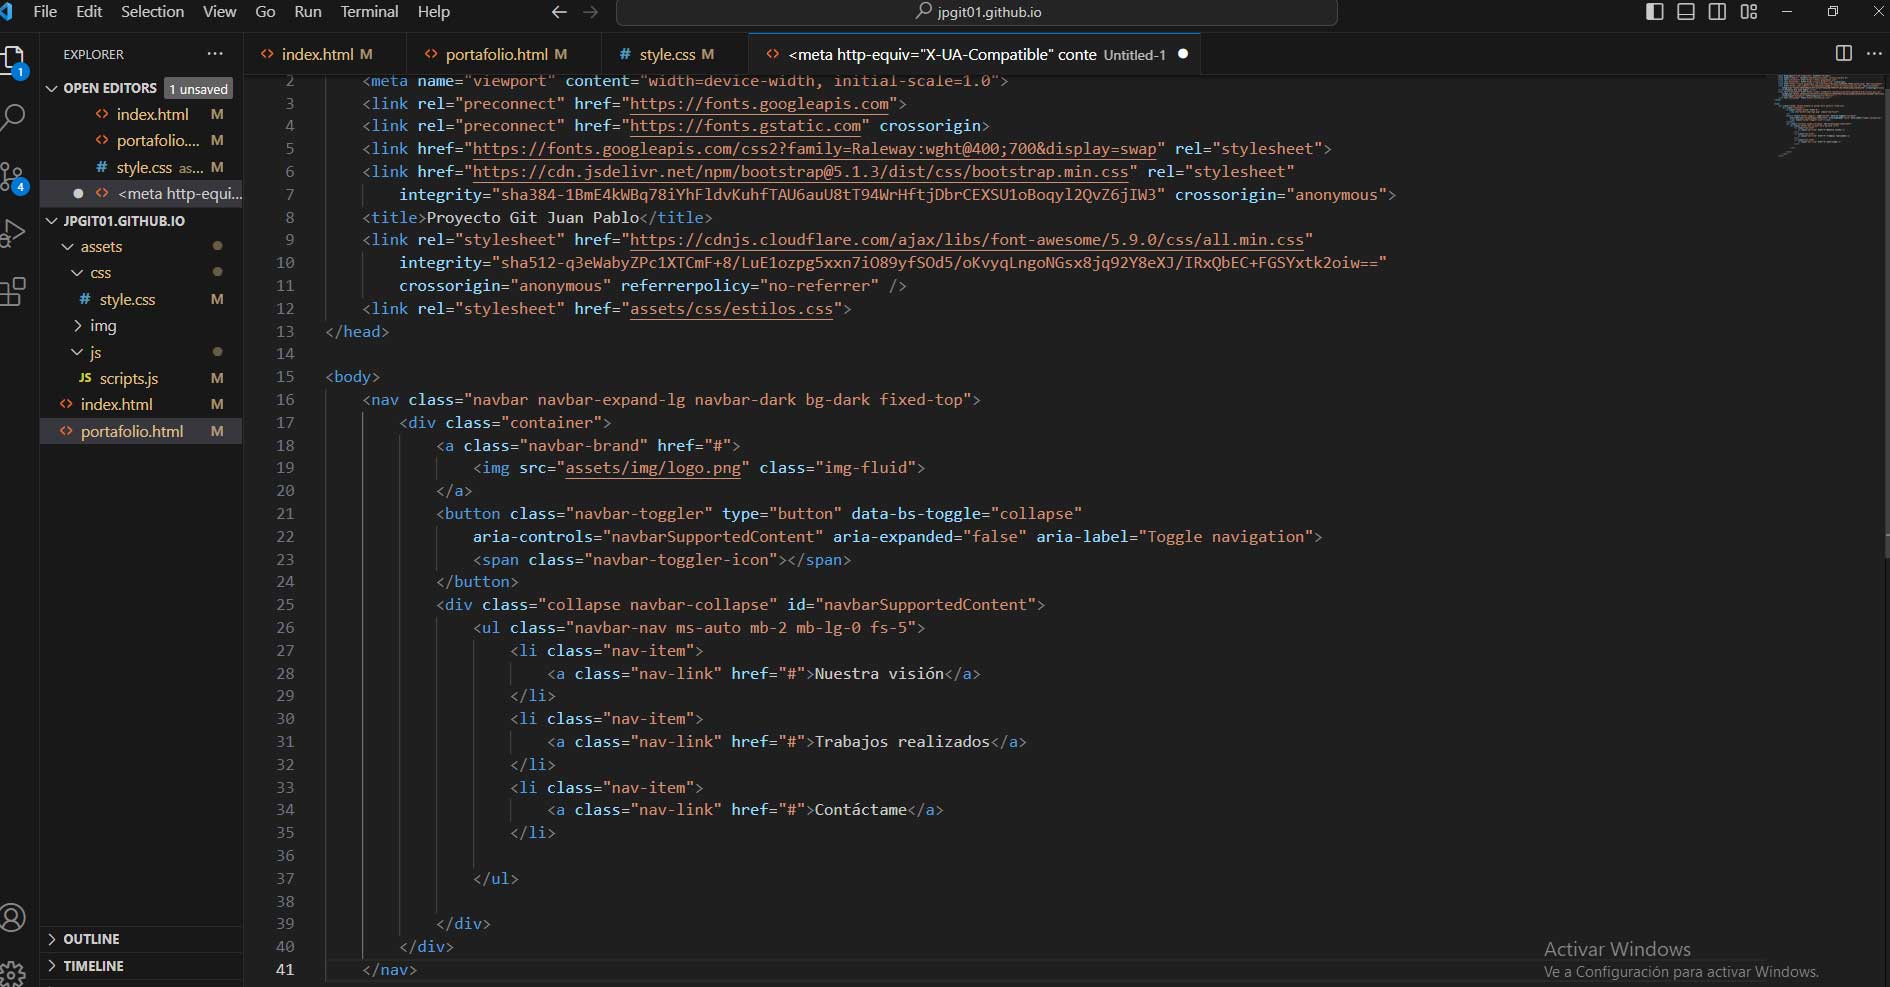 File Edit Selection View Go Run Terminal Help
jpgit01.github.io
EXPLORER
index.html M
portafolio.html M
style.css M
<meta http-equiv="X-UA-Compatible" conte Untitled-1
OPEN EDITORS 1 unsaved
index.html M
portafolio.... M
style.css as... M
<meta http-equi...
JPGIT01.GITHUB.IO
assets
css
style.css M
img
js
JS scripts.js M
index.html M
portafolio.html M
OUTLINE
TIMELINE
1
4
2 <meta name="viewport" content="width=device-width, initial-scale=1.0">
3 <link rel="preconnect" href="https://fonts.googleapis.com">
4 <link rel="preconnect" href="https://fonts.gstatic.com" crossorigin>
5 <link href="https://fonts.googleapis.com/css2?family=Raleway:wght@400;700&display=swap" rel="stylesheet">
6 <link href="https://cdn.jsdelivr.net/npm/bootstrap@5.1.3/dist/css/bootstrap.min.css" rel="stylesheet"
7 integrity="sha384-1BmE4kWBq78iYhFldvKuhfTAU6auU8tT94WrHftjDbrCEXSU1oBoqyl2QvZ6jIW3" crossorigin="anonymous">
8 <title>Proyecto Git Juan Pablo</title>
9 <link rel="stylesheet" href="https://cdnjs.cloudflare.com/ajax/libs/font-awesome/5.9.0/css/all.min.css"
10 integrity="sha512-q3eWabyZPc1XTCmF+8/LuE1ozpg5xxn7iO89yfSOd5/oKvyqLngoNGsx8jq92Y8eXJ/IRxQbEC+FGSYxtk2oiw=="
11 crossorigin="anonymous" referrerpolicy="no-referrer" />
12 <link rel="stylesheet" href="assets/css/estilos.css">
13 </head>
14
15 <body>
16 <nav class="navbar navbar-expand-lg navbar-dark bg-dark fixed-top">
17 <div class="container">
18 <a class="navbar-brand" href="#">
19 <img src="assets/img/logo.png" class="img-fluid">
20 </a>
21 <button class="navbar-toggler" type="button" data-bs-toggle="collapse"
22 aria-controls="navbarSupportedContent" aria-expanded="false" aria-label="Toggle navigation">
23 <span class="navbar-toggler-icon"></span>
24 </button>
25 <div class="collapse navbar-collapse" id="navbarSupportedContent">
26 <ul class="navbar-nav ms-auto mb-2 mb-lg-0 fs-5">
27 <li class="nav-item">
28 <a class="nav-link" href="#">Nuestra visión</a>
29 </li>
30 <li class="nav-item">
31 <a class="nav-link" href="#">Trabajos realizados</a>
32 </li>
33 <li class="nav-item">
34 <a class="nav-link" href="#">Contáctame</a>
35 </li>
36
37 </ul>
38
39 </div>
40 </div>
41 </nav>
Activar Windows
Ve a Configuración para activar Windows.